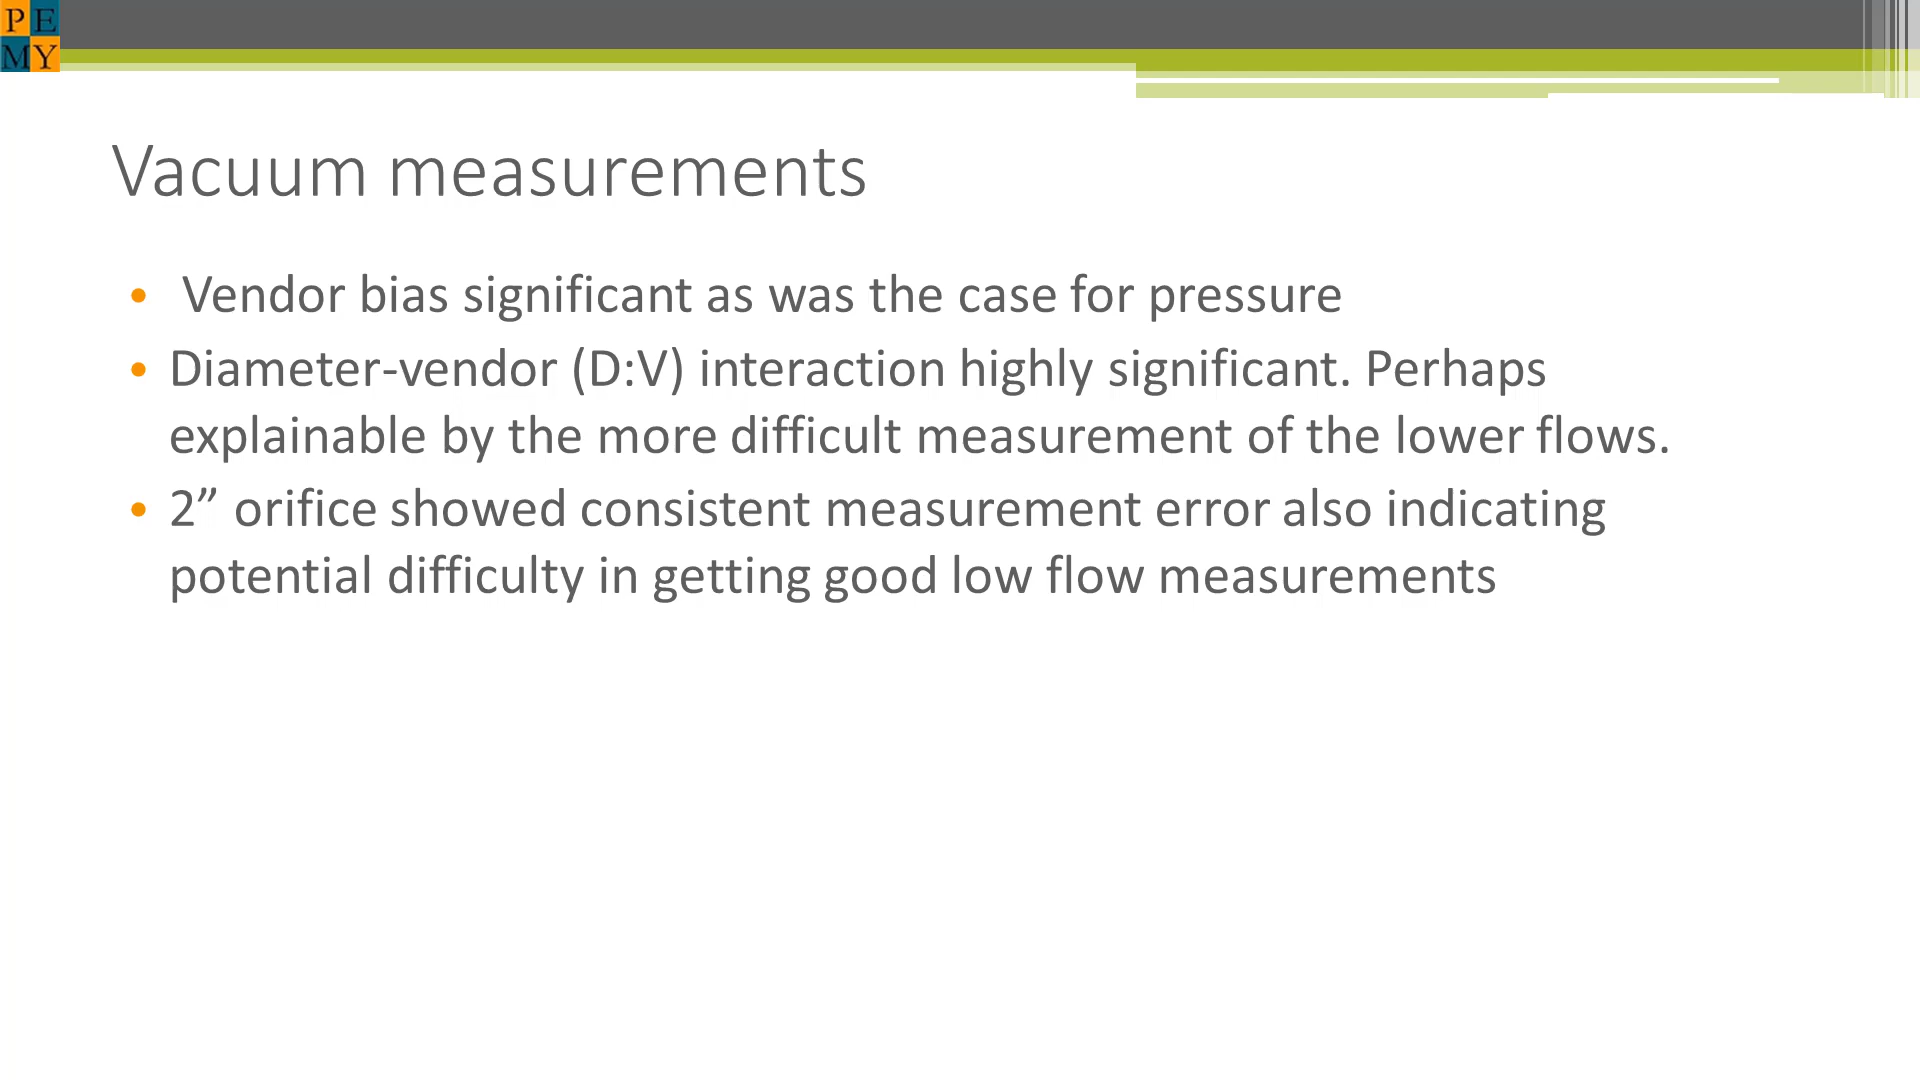 P E
M Y
Vacuum measurements
• Vendor bias significant as was the case for pressure
• Diameter-vendor (D:V) interaction highly significant. Perhaps
explainable by the more difficult measurement of the lower flows.
• 2” orifice showed consistent measurement error also indicating
potential difficulty in getting good low flow measurements